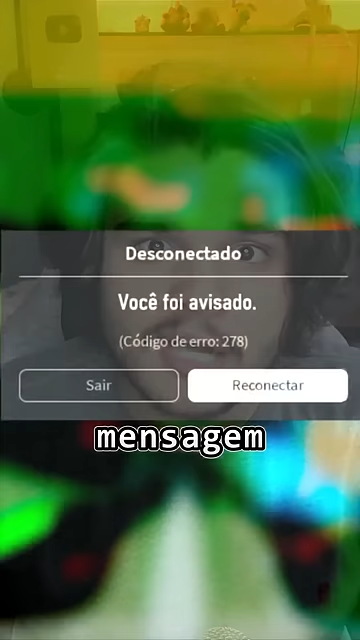 Desconectado
Você foi avisado.
(Código de erro: 278)
Sair
Reconectar
mensagem